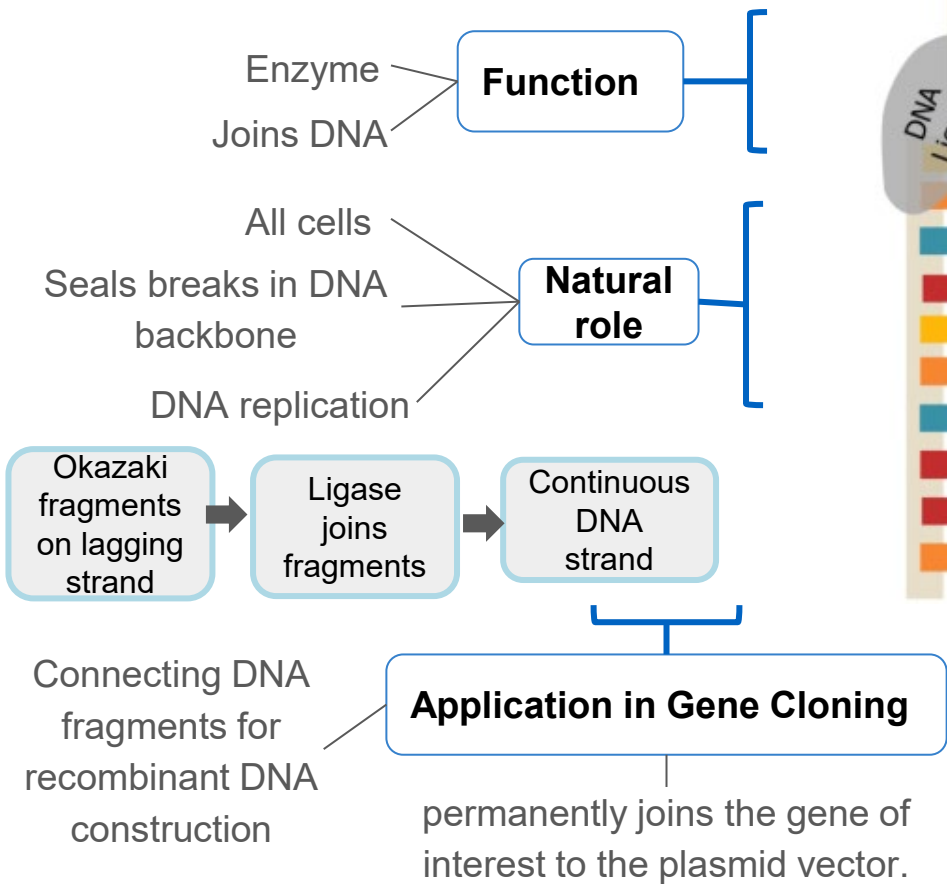 Enzyme
Function
Joins DNA
DNA
All cells
Seals breaks in DNA
backbone
Natural
role
DNA replication
Okazaki
fragments
on lagging
strand
Ligase
joins
fragments
Continuous
DNA
strand
Connecting DNA
fragments for
recombinant DNA
construction
Application in Gene Cloning
permanently joins the gene of
interest to the plasmid vector.